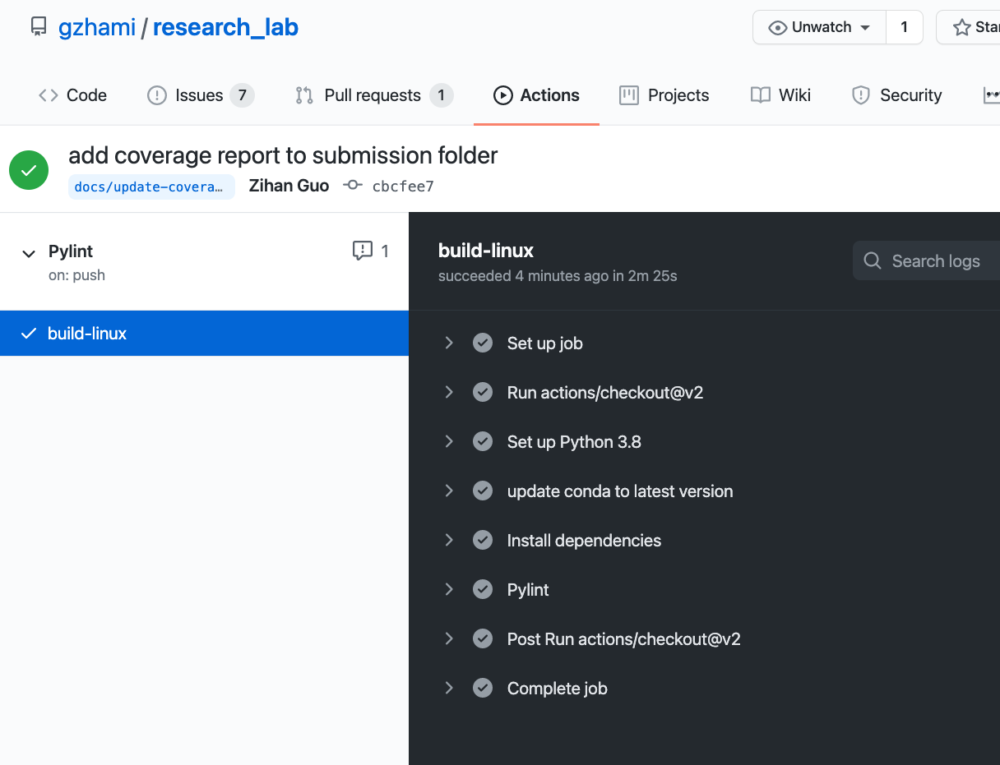 gzhami / research_lab
Unwatch 1
Code Issues 7 Pull requests 1 Actions Projects Wiki Security
add coverage report to submission folder
docs/update-covera… Zihan Guo cbcfee7
Pylint 1
on: push
build-linux
build-linux
succeeded 4 minutes ago in 2m 25s
Search logs
Set up job
Run actions/checkout@v2
Set up Python 3.8
update conda to latest version
Install dependencies
Pylint
Post Run actions/checkout@v2
Complete job